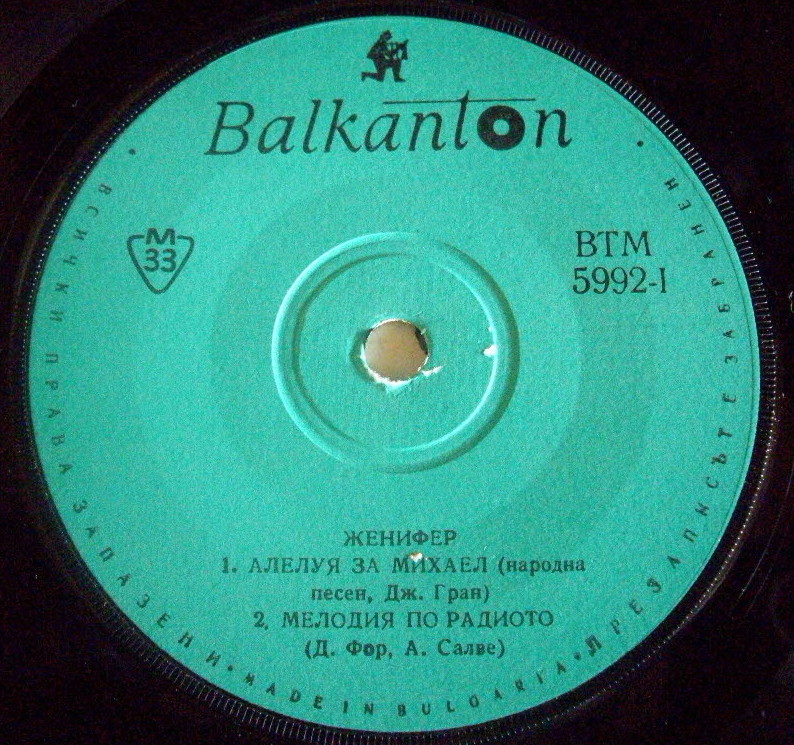 Balkanton
M
33
ВТМ
5992-I
ЖЕНИФЕР
1. АЛЕЛУЯ ЗА МИХАЕЛ (народна
песен, Дж. Гран)
2. МЕЛОДИЯ ПО РАДИОТО
(Д. Фор, А. Салве)
ВСИЧКИ ПРАВА ЗАПАЗЕНИ • MADE IN BULGARIA • ПРЕЗАПИСЪТ Е ЗАБРАНЕН